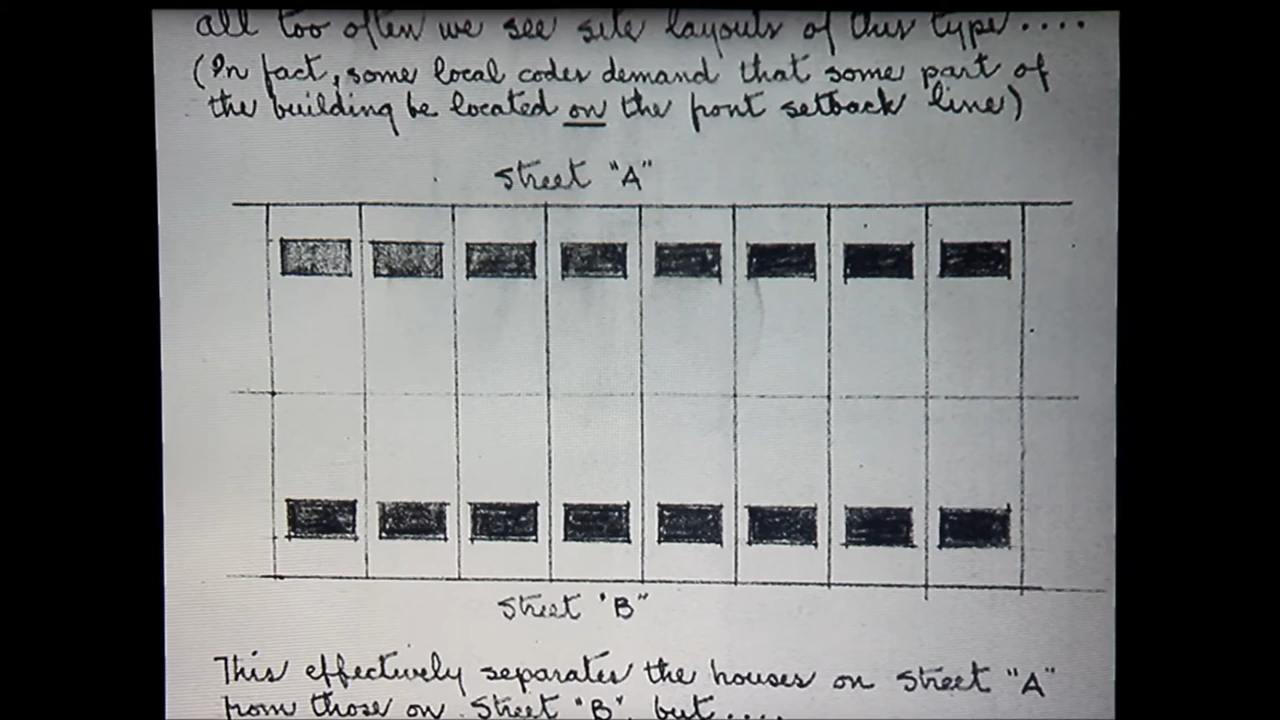 all too often we see site layouts of this type....
(In fact, some local codes demand that some part of
the building be located on the front setback line)
Street "A"
Street "B"
This effectively separates the houses on Street "A"
from those on Street "B", but....